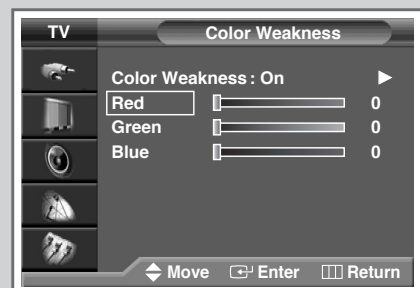 TV
Color Weakness
Color Weakness : On ►
Red 0
Green 0
Blue 0
Move Enter Return